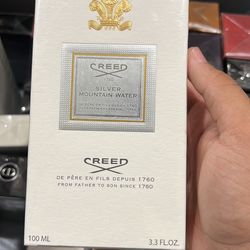 CREED
SILVER
MOUNTAIN WATER
CREED
DE PÈRE EN FILS DEPUIS 1760
FROM FATHER TO SON SINCE 1760
100 ML
3.3 FL.OZ.